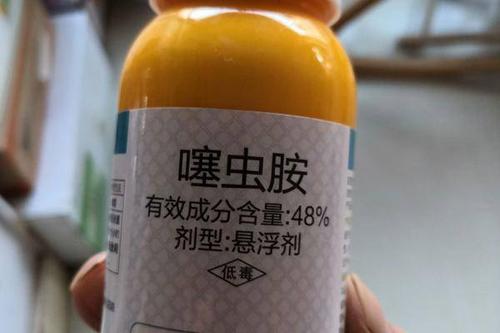 噻虫胺
有效成分含量:48%
剂型:悬浮剂
低毒